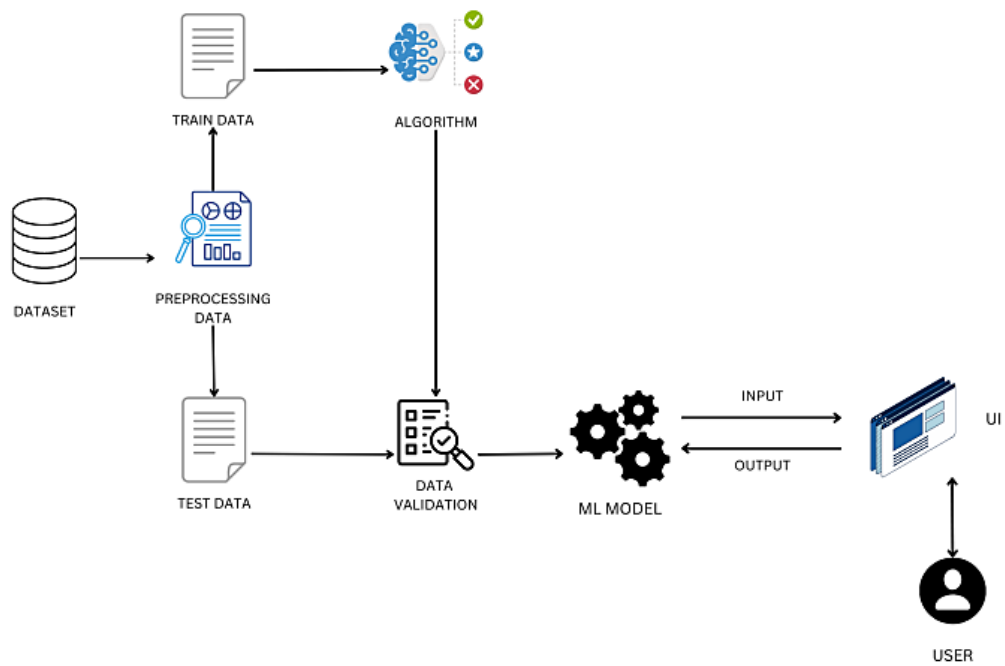 TRAIN DATA
ALGORITHM
DATASET
PREPROCESSING
DATA
INPUT
UI
OUTPUT
TEST DATA
DATA
VALIDATION
ML MODEL
USER